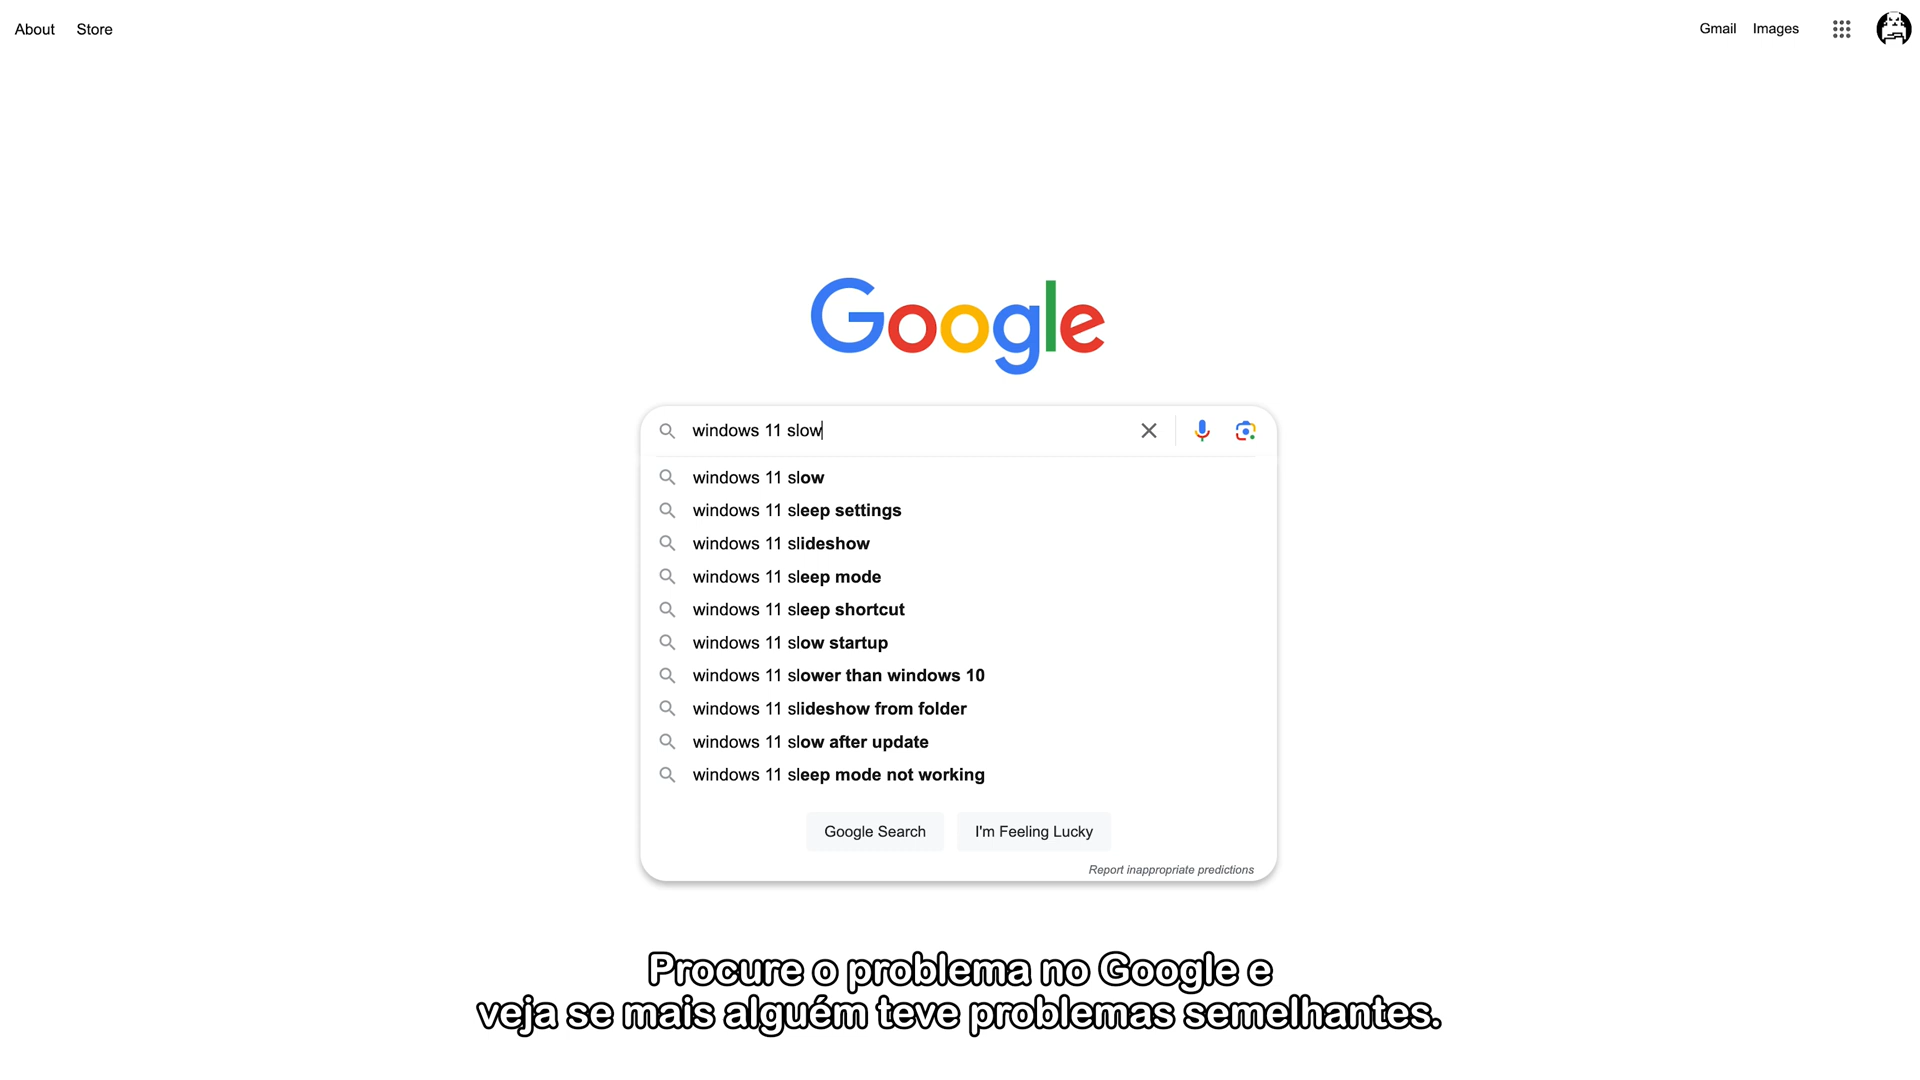 About Store Gmail Images
Google
windows 11 slow
windows 11 slow
windows 11 sleep settings
windows 11 slideshow
windows 11 sleep mode
windows 11 sleep shortcut
windows 11 slow startup
windows 11 slower than windows 10
windows 11 slideshow from folder
windows 11 slow after update
windows 11 sleep mode not working
Google Search I'm Feeling Lucky
Report inappropriate predictions
Procure o problema no Google e
veja se mais alguém teve problemas semelhantes.